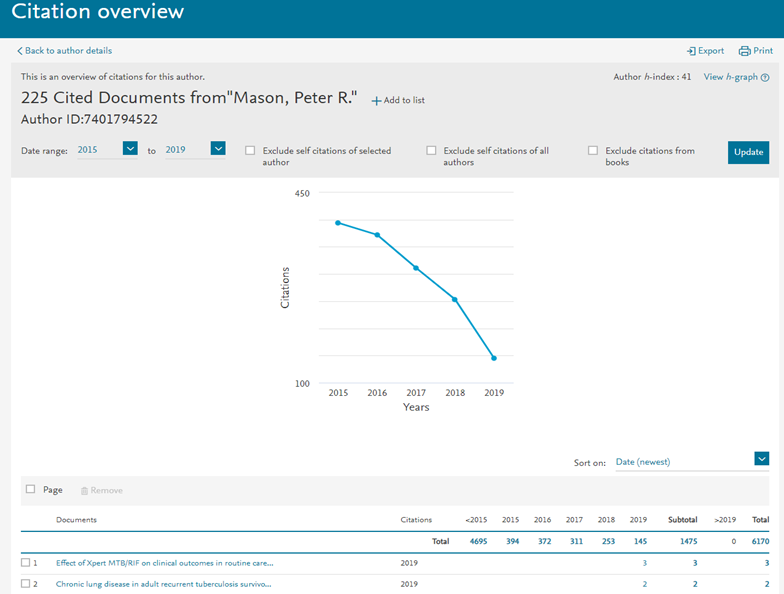 Citation overview
Back to author details
Export
Print
This is an overview of citations for this author.
Author h-index : 41
View h-graph
225 Cited Documents from"Mason, Peter R."
Add to list
Author ID:7401794522
Date range:
2015
to
2019
Exclude self citations of selected
author
Exclude self citations of all
authors
Exclude citations from
books
Update
450
Citations
100
2015 2016 2017 2018 2019
Years
Sort on:
Date (newest)
Page
Remove
Documents Citations <2015 2015 2016 2017 2018 2019 Subtotal >2019 Total
Total 4695 394 372 311 253 145 1475 0 6170
1 Effect of Xpert MTB/RIF on clinical outcomes in routine care... 2019 3 3 3
2 Chronic lung disease in adult recurrent tuberculosis survivo... 2019 2 2 2